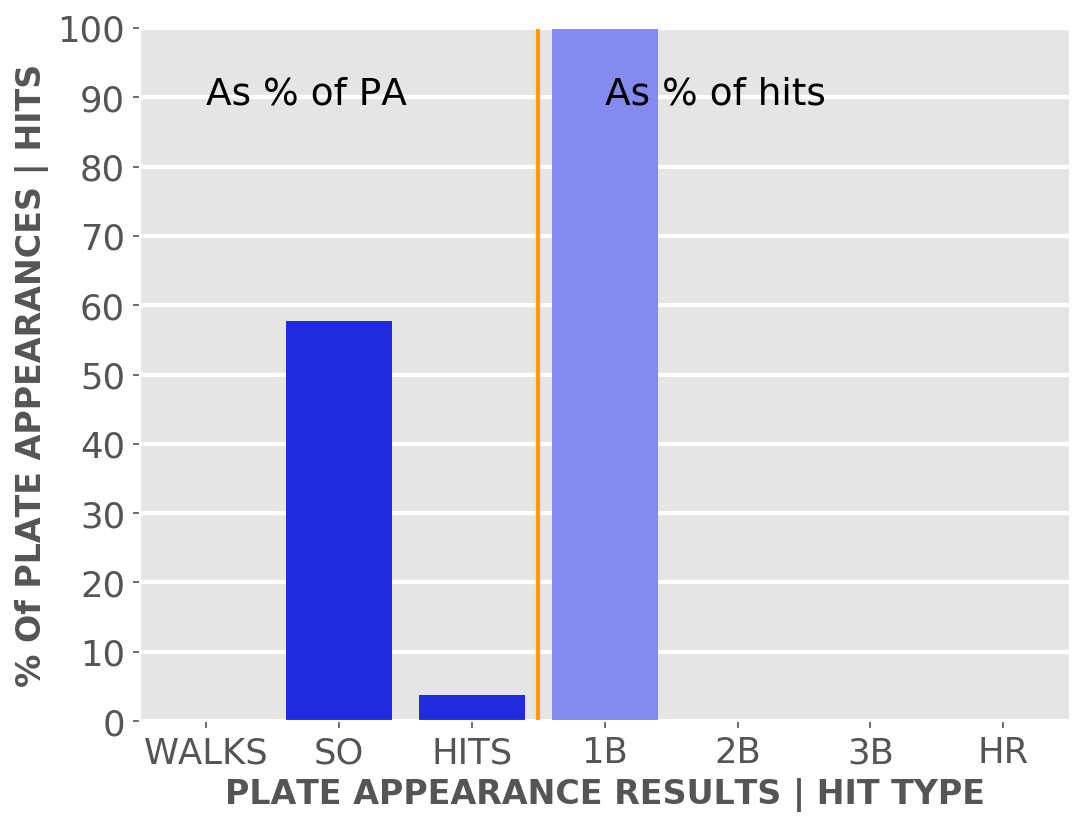 % Of PLATE APPEARANCES | HITS
100
90
80
70
60
50
40
30
20
10
0
As % of PA
As % of hits
WALKS SO HITS 1B 2B 3B HR
PLATE APPEARANCE RESULTS | HIT TYPE